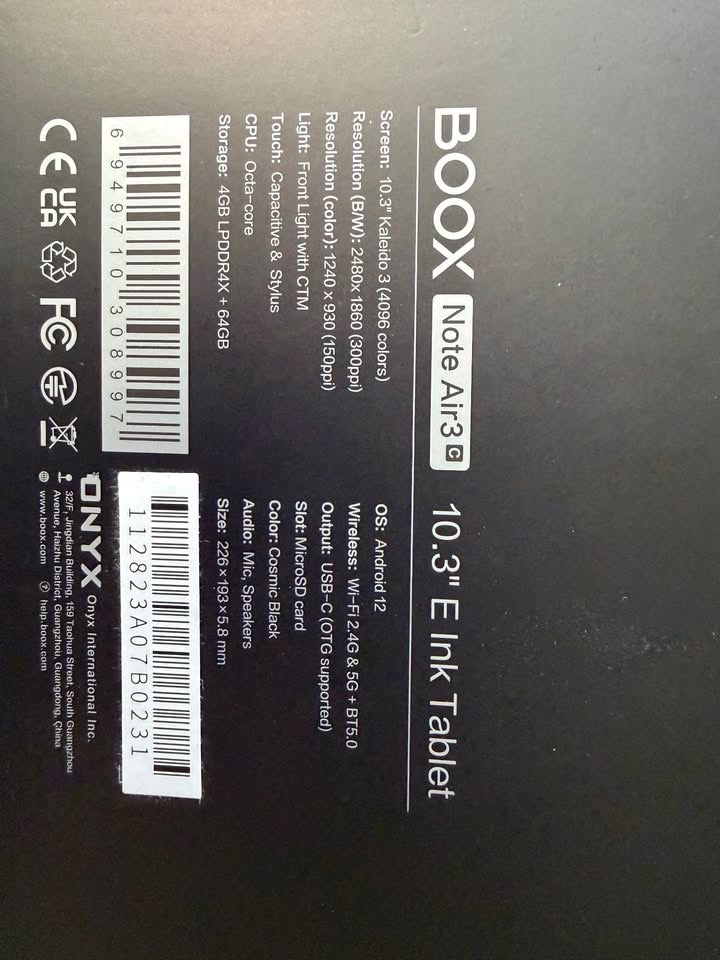 BOOX Note Air3 C 10.3" E Ink Tablet
Screen: 10.3" Kaleido 3 (4096 colors)
Resolution (B/W): 2480x 1860 (300ppi)
Resolution (color): 1240 x 930 (150ppi)
Light: Front Light with CTM
Touch: Capacitive & Stylus
CPU: Octa-core
Storage: 4GB LPDDR4X + 64GB
OS: Android 12
Wireless: Wi-Fi 2.4G & 5G + BT5.0
Output: USB-C (OTG supported)
Slot: MicroSD card
Color: Cosmic Black
Audio: Mic, Speakers
Size: 226×193×5.8 mm
6 949710 308997
112823A07B0231
CE UKCA FC
ONYX Onyx International Inc.
32/F, Jingdian Building, 159 Taohua Street, South Guangzhou
Avenue, Haizhu District, Guangzhou, Guangdong, China
www.boox.com ? help.boox.com